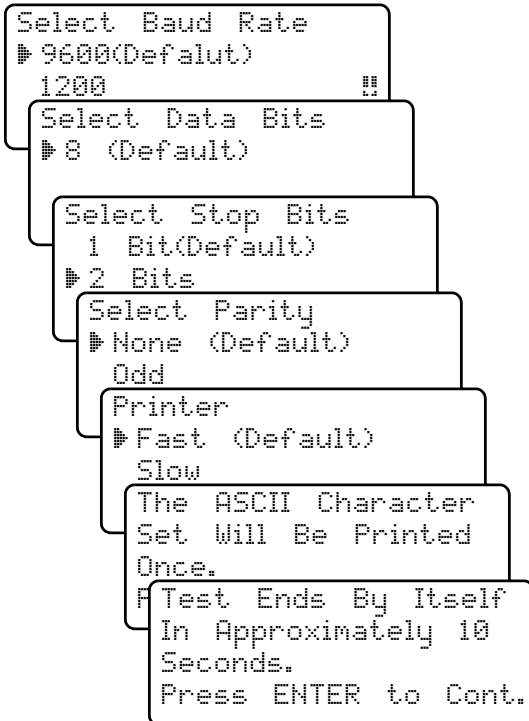 Select Baud Rate
9600(Defalut)
1200 !!
Select Data Bits
8 (Default)
Select Stop Bits
1 Bit(Default)
2 Bits
Select Parity
None (Default)
Odd
Printer
Fast (Default)
Slow
The ASCII Character
Set Will Be Printed
Once.
Test Ends By Itself
In Approximately 10
Seconds.
Press ENTER to Cont.